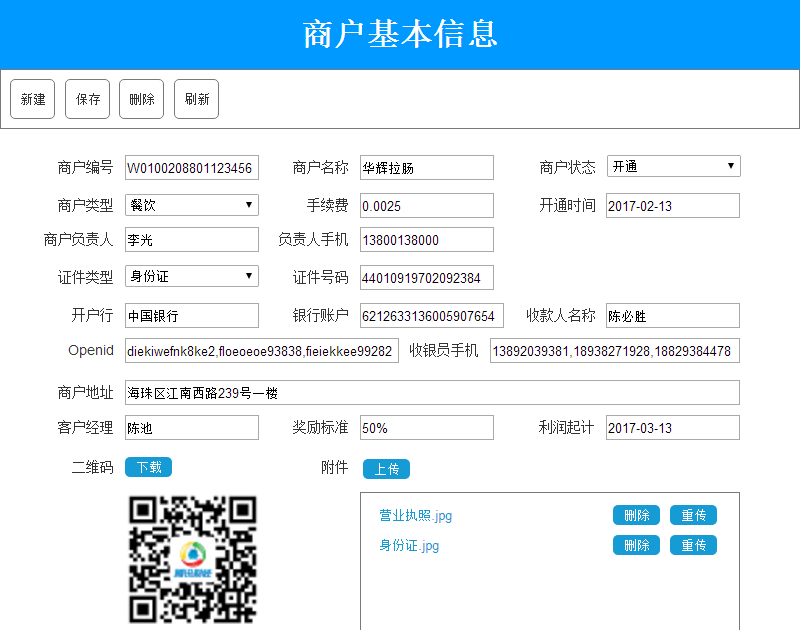 商户基本信息
新建 保存 删除 刷新
商户编号 W0100208801123456 商户名称 华辉拉肠 商户状态 开通
商户类型 餐饮 手续费 0.0025 开通时间 2017-02-13
商户负责人 李光 负责人手机 13800138000
证件类型 身份证 证件号码 44010919702092384
开户行 中国银行 银行账户 6212633136005907654 收款人名称 陈必胜
Openid diekiwefnk8ke2,floeoeoe93838,fieiekkee99282 收银员手机 13892039381,18938271928,18829384478
商户地址 海珠区江南西路239号一楼
客户经理 陈池 奖励标准 50% 利润起计 2017-03-13
二维码 下载 附件 上传
营业执照.jpg 删除 重传
身份证.jpg 删除 重传